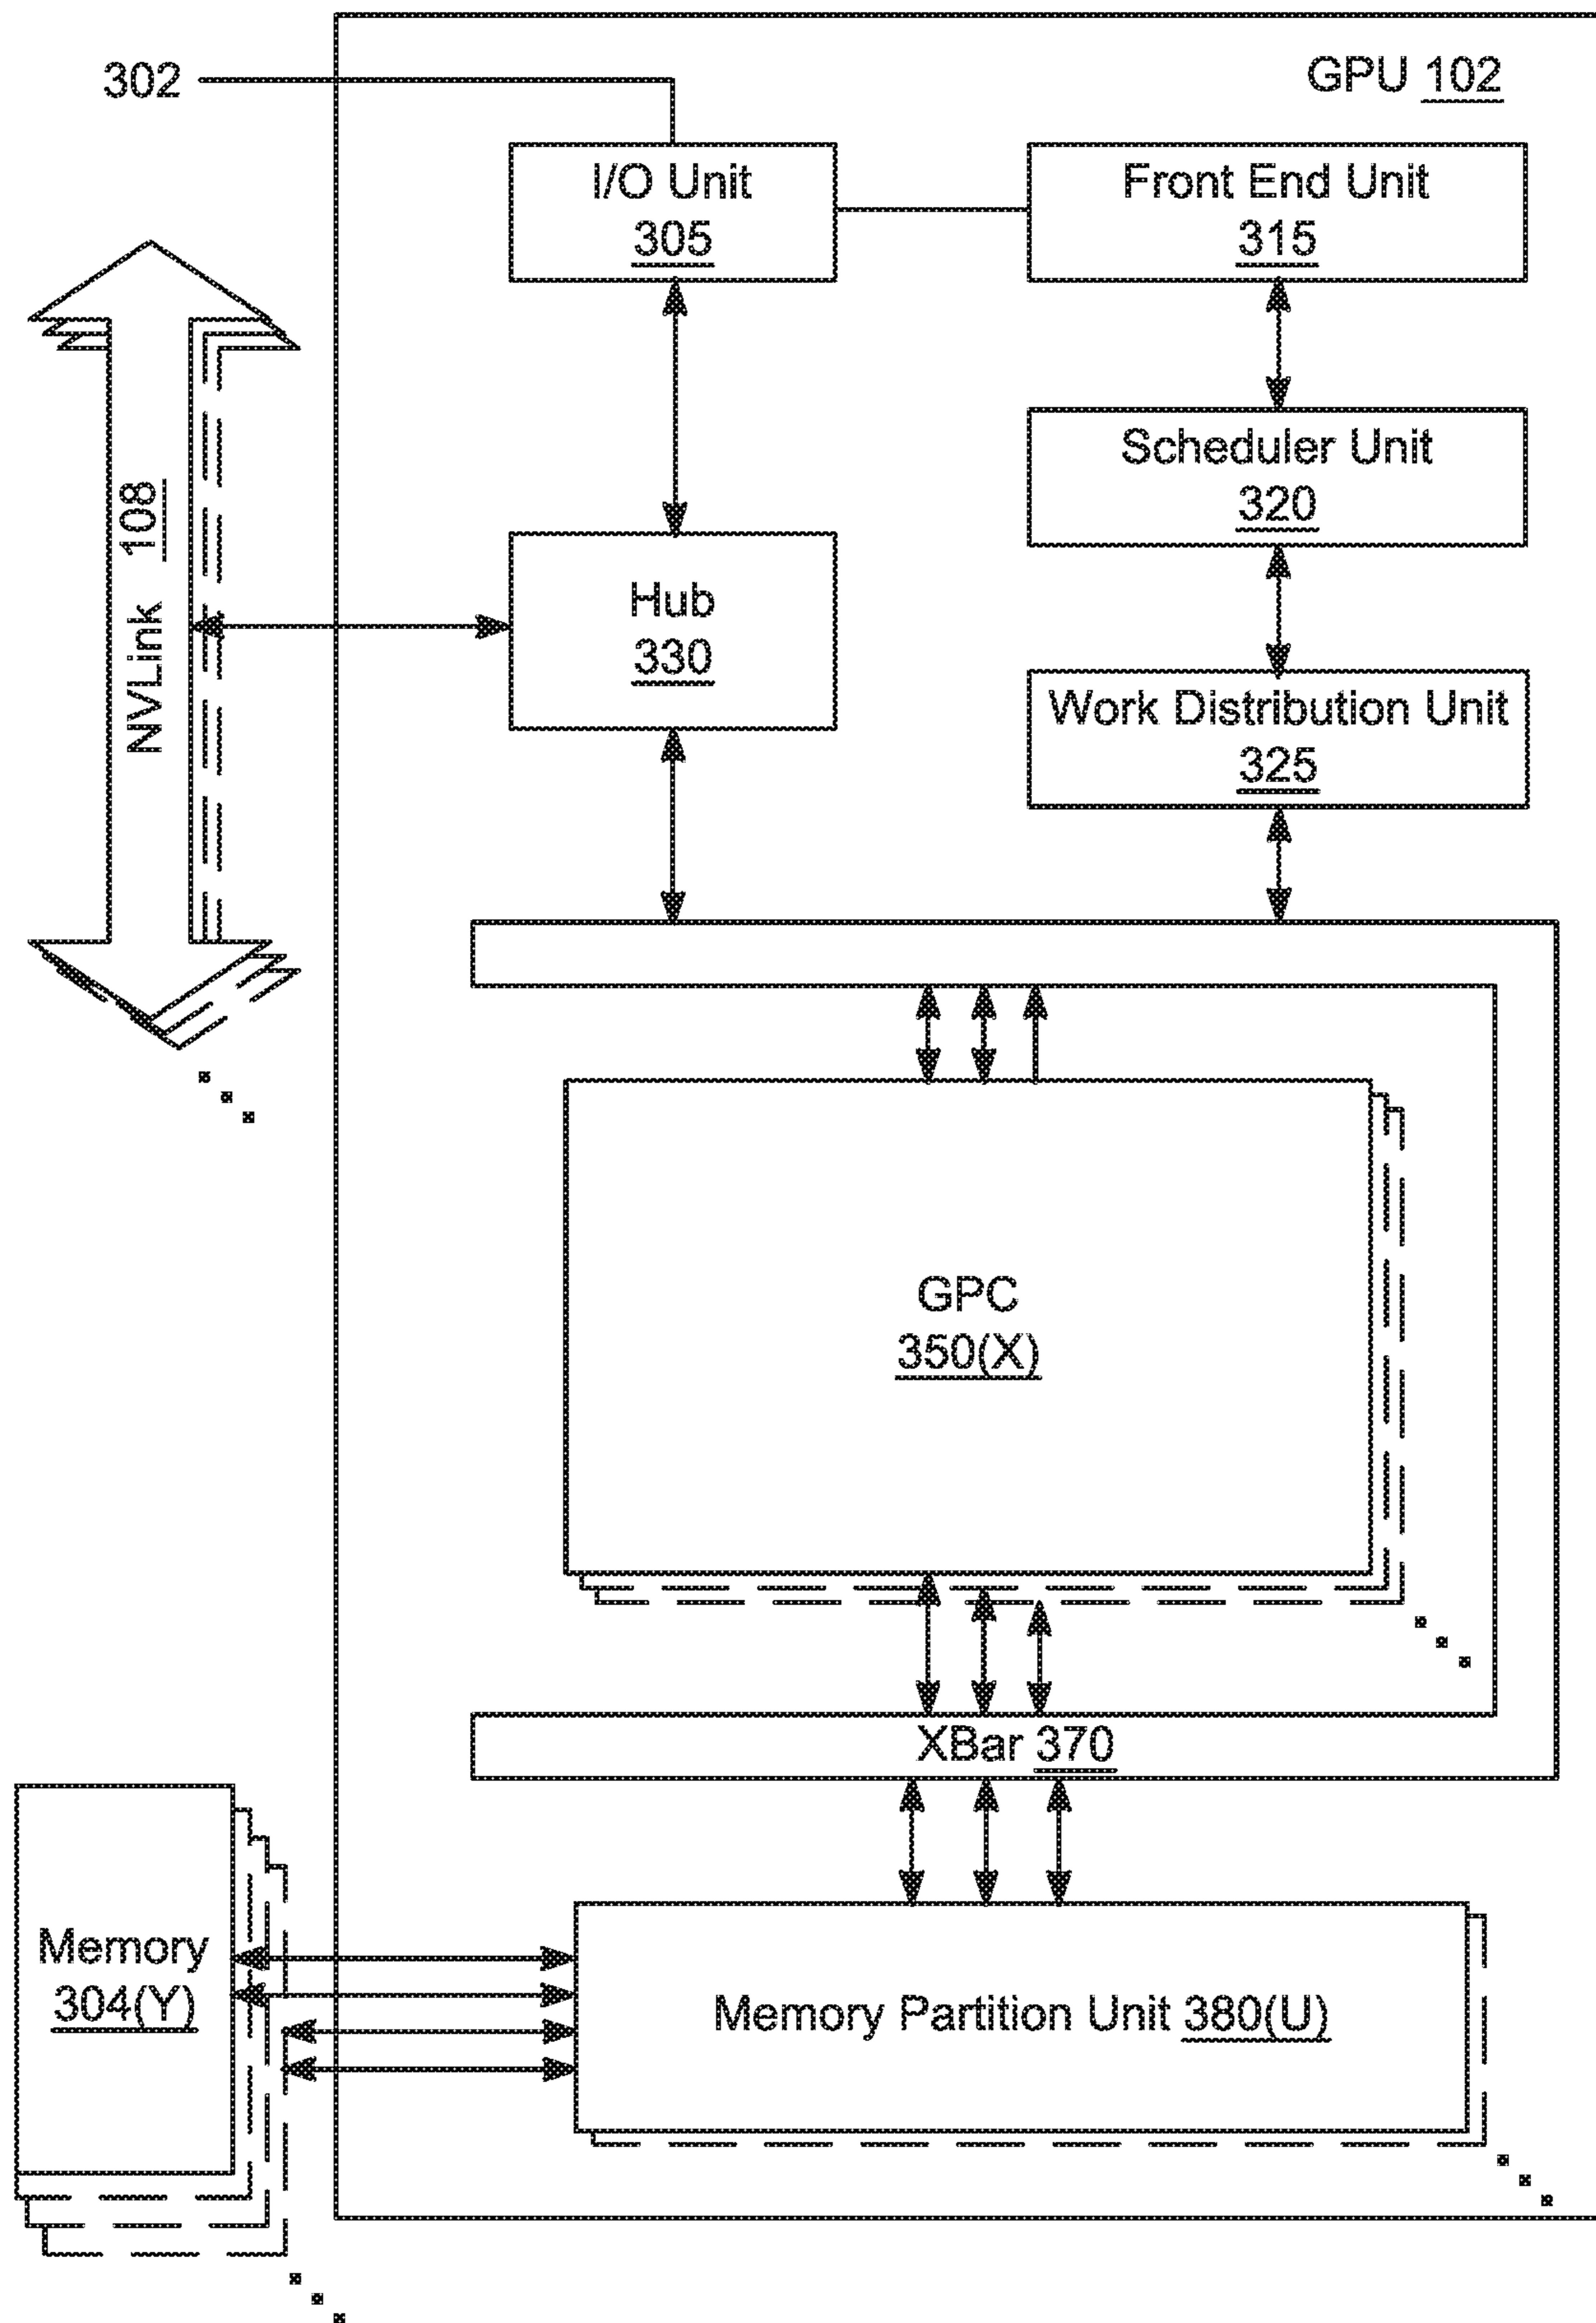 302
GPU 102
I/O Unit
305
Front End Unit
315
Scheduler Unit
320
NVLink 108
Hub
330
Work Distribution Unit
325
GPC
350(X)
XBar 370
Memory
304(Y)
Memory Partition Unit 380(U)